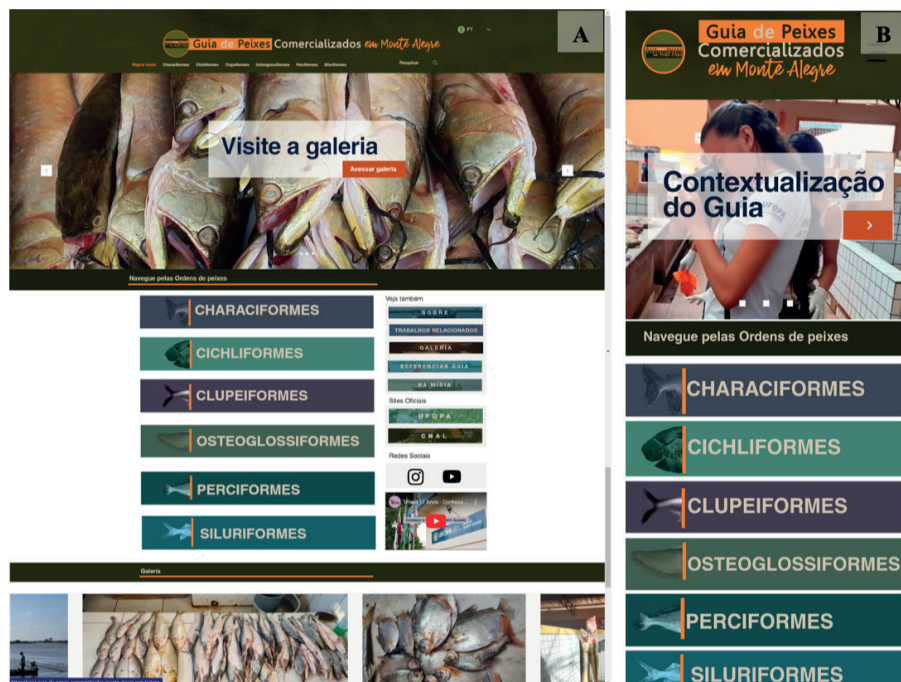 A
PT
Guia de Peixes Comercializados em Monte Alegre
Página inicial Characiformes Cichliformes Clupeiformes Osteoglossiformes Perciformes Siluriformes Pesquisar
Visite a galeria
Acessar galeria
Navegue pelas Ordens de peixes
CHARACIFORMES
CICHLIFORMES
CLUPEIFORMES
OSTEOGLOSSIFORMES
PERCIFORMES
SILURIFORMES
Veja também
SOBRE
TRABALHOS RELACIONADOS
GALERIA
REFERENCIAR GUIA
NA MÍDIA
Sites Oficiais
UFOPA
CMAL
Redes Sociais
Galeria
B
Guia de Peixes
Comercializados
em Monte Alegre
UFOPA
Contextualização
do Guia
Navegue pelas Ordens de peixes
CHARACIFORMES
CICHLIFORMES
CLUPEIFORMES
OSTEOGLOSSIFORMES
PERCIFORMES
SILURIFORMES